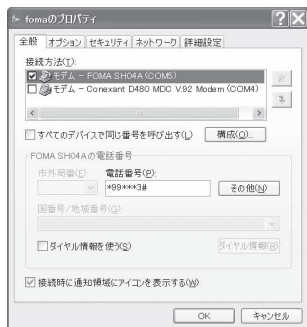 fomaのプロパティ
全般 オプション セキュリティ ネットワーク 詳細設定
接続方法(T):
モデム - FOMA SH04A (COM5)
モデム - Conexant D480 MDC V.92 Modem (COM4)
すべてのデバイスで同じ番号を呼び出す(L) 構成(O)...
FOMA SH04Aの電話番号
市外局番(E): 電話番号(P):
*99***3# その他(N)
国番号/地域番号(G):
ダイヤル情報を使う(S) ダイヤル情報(R)
接続時に通知領域にアイコンを表示する(W)
OK キャンセル